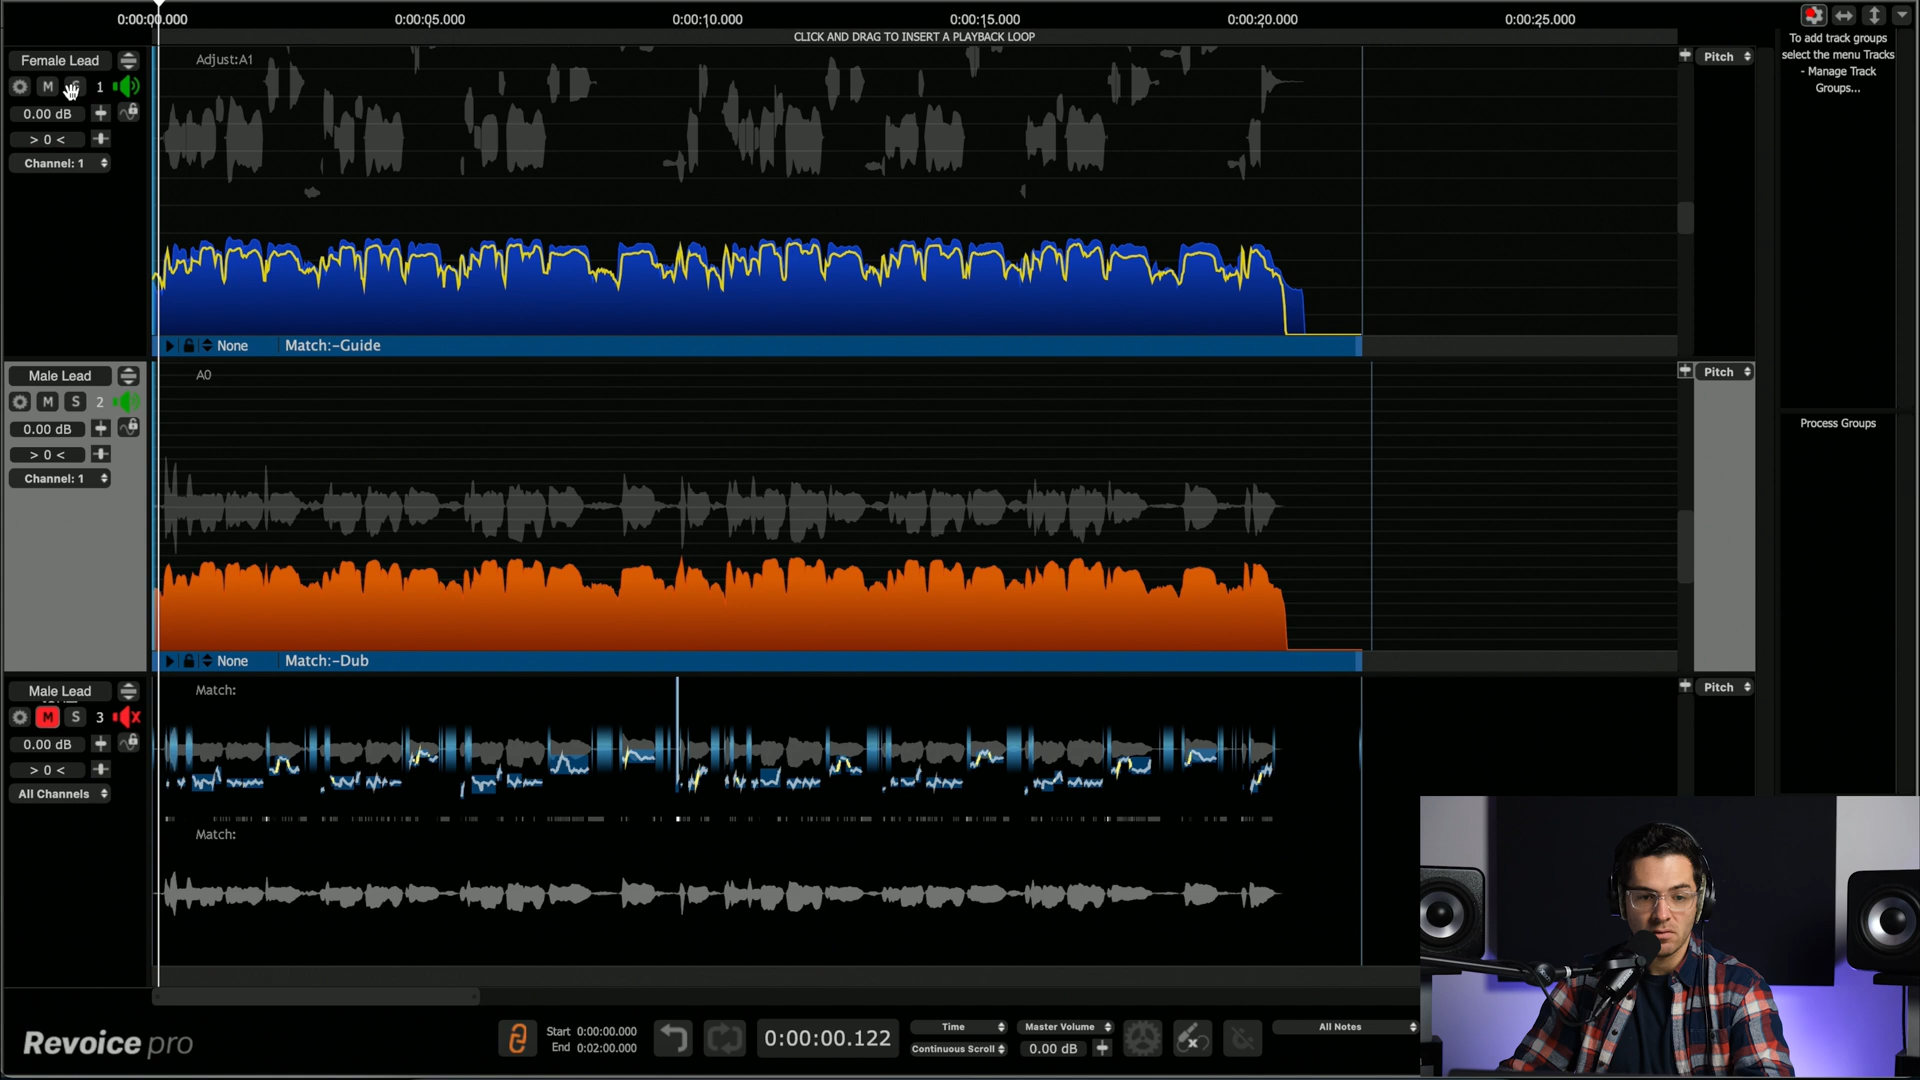 0:00:00.000 0:00:05.000 0:00:10.000 0:00:15.000 0:00:20.000 0:00:25.000
CLICK AND DRAG TO INSERT A PLAYBACK LOOP
To add track groups
select the menu Tracks
- Manage Track
Groups...
Female Lead
Adjust:A1
Pitch
M 1
0.00 dB
> 0 <
Channel: 1
None Match:-Guide
Male Lead
A0
Pitch
M S 2
0.00 dB
> 0 <
Channel: 1
Process Groups
None Match:-Dub
Male Lead
Match:
Pitch
M S 3
0.00 dB
> 0 <
All Channels
Match:
Revoice pro
Start 0:00:00.000
End 0:02:00.000
0:00:00.122
Time
Continuous Scroll
Master Volume
0.00 dB
All Notes